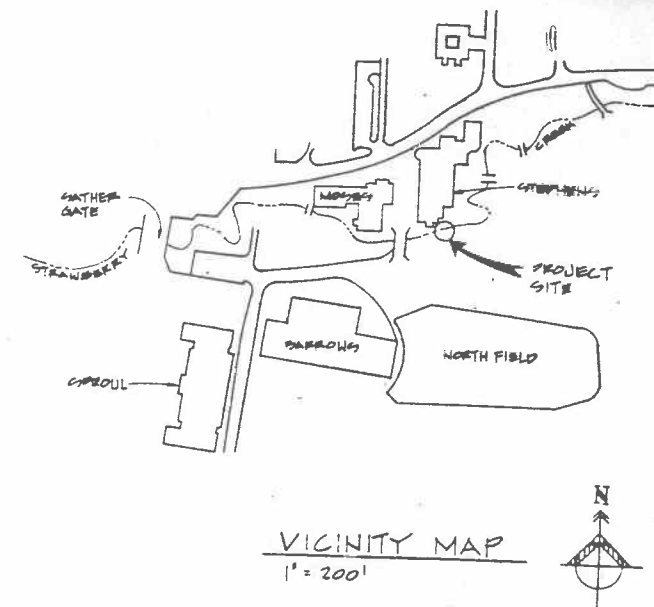 SATHER
GATE
STRAWBERRY
MOSES
CREEK
STEPHENS
PROJECT
SITE
BARROWS
NORTH FIELD
SPROUL
VICINITY MAP
1" = 200'
N